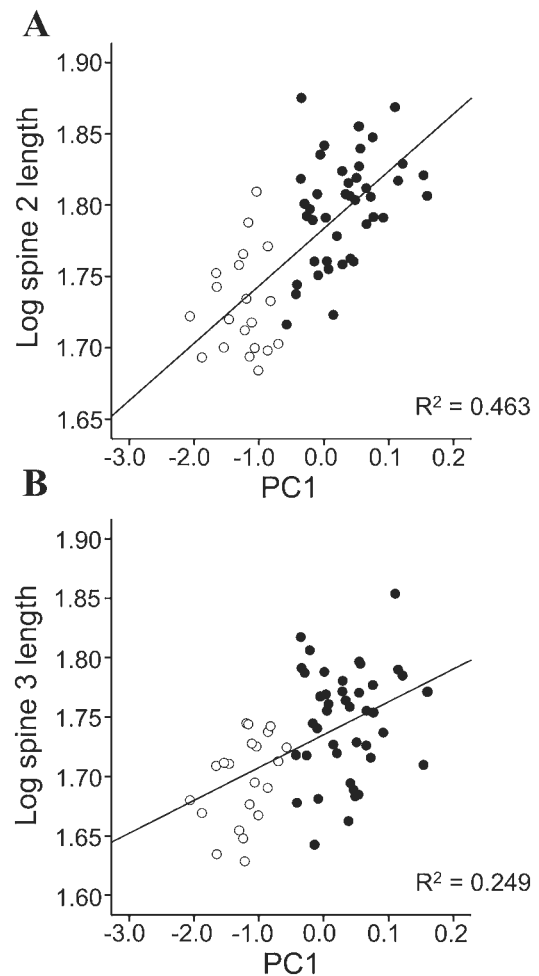 A
1.90
1.85
1.80
1.75
1.70
1.65
Log spine 2 length
R² = 0.463
-3.0 -2.0 -1.0 0.0 0.1 0.2
PC1
B
1.90
1.85
1.80
1.75
1.70
1.65
1.60
Log spine 3 length
R² = 0.249
-3.0 -2.0 -1.0 0.0 0.1 0.2
PC1